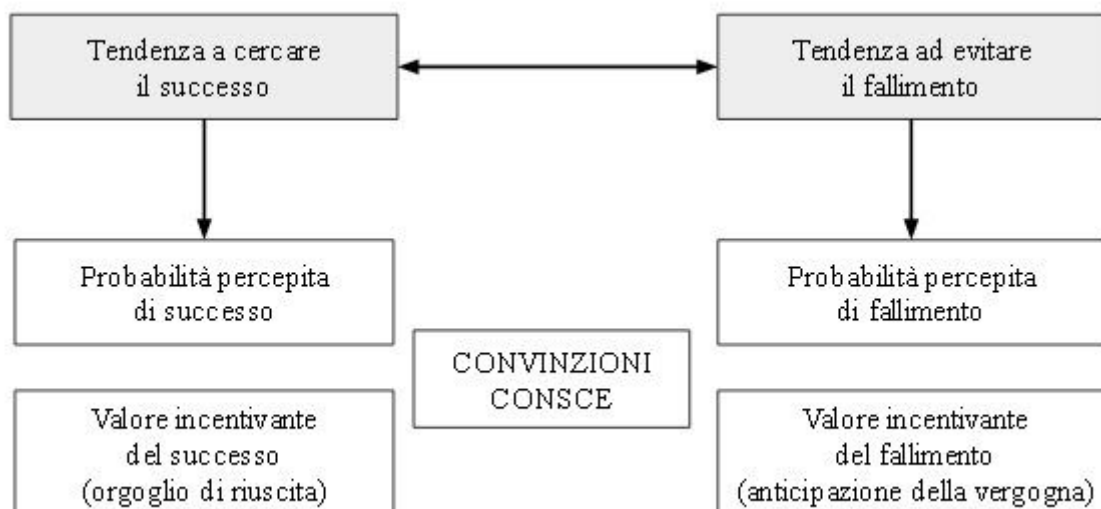 Tendenza a cercare
il successo
Tendenza ad evitare
il fallimento
Probabilità percepita
di successo
Probabilità percepita
di fallimento
CONVINZIONI
CONSCE
Valore incentivante
del successo
(orgoglio di riuscita)
Valore incentivante
del fallimento
(anticipazione della vergogna)